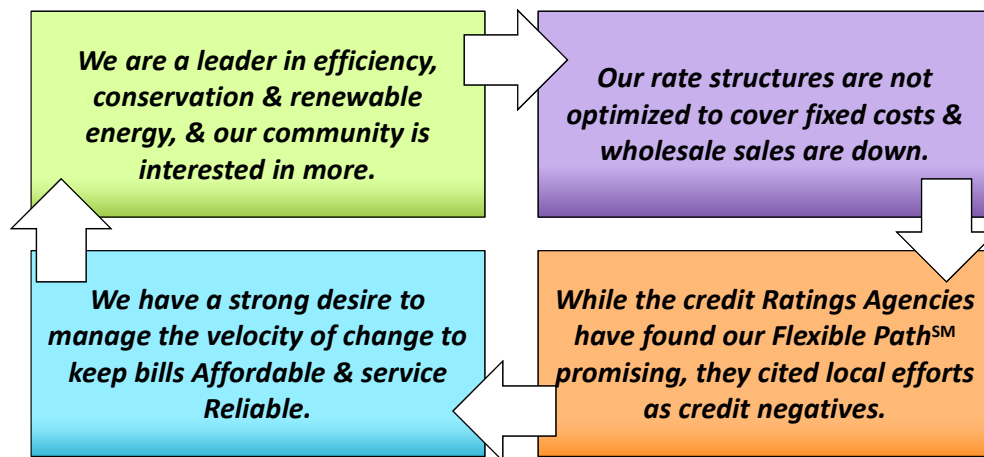 We are a leader in efficiency,
conservation & renewable
energy, & our community is
interested in more.
Our rate structures are not
optimized to cover fixed costs &
wholesale sales are down.
While the credit Ratings Agencies
have found our Flexible Path℠
promising, they cited local efforts
as credit negatives.
We have a strong desire to
manage the velocity of change to
keep bills Affordable & service
Reliable.